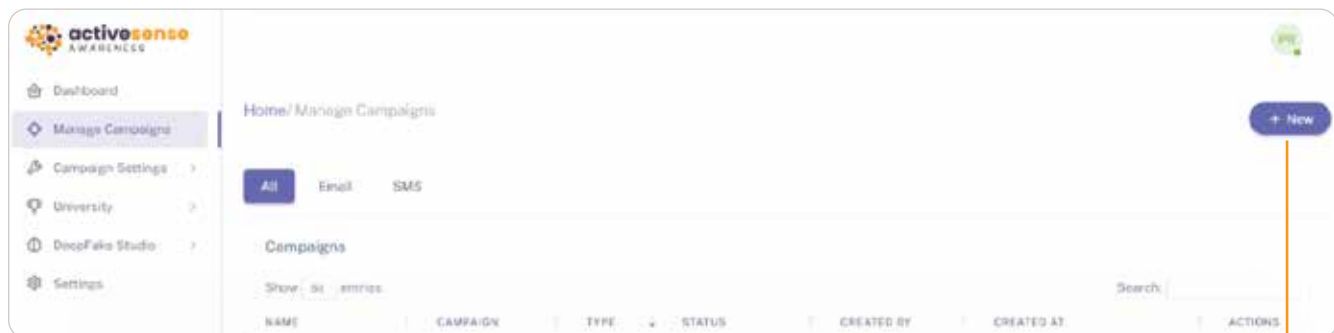 activesense
AWARENESS
PR
Dashboard
Home/ Manage Campaigns
+ New
Manage Campaigns
Campaign Settings
All Email SMS
University
DeepFake Studio
Campaigns
Settings
Show entries
Search:
NAME CAMPAIGN TYPE STATUS CREATED BY CREATED AT ACTIONS